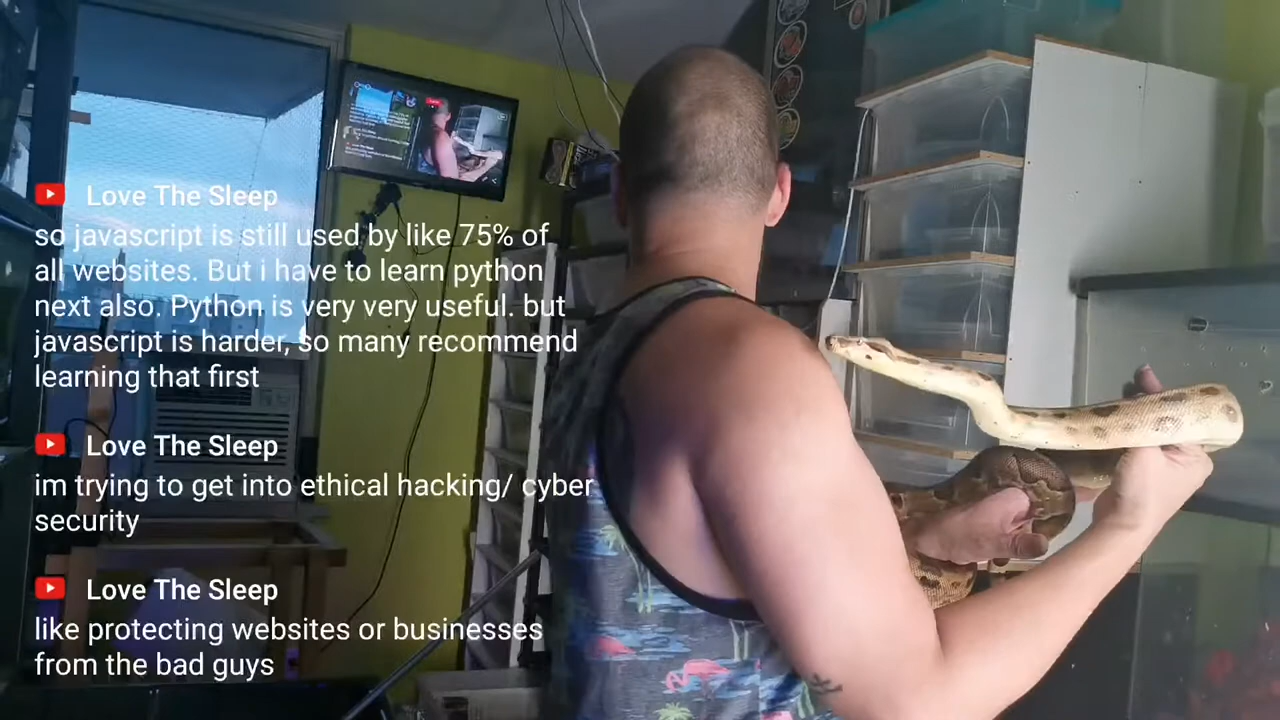 Love The Sleep
so javascript is still used by like 75% of
all websites. But i have to learn python
next also. Python is very very useful. but
javascript is harder, so many recommend
learning that first
Love The Sleep
im trying to get into ethical hacking/ cyber
security
Love The Sleep
like protecting websites or businesses
from the bad guys